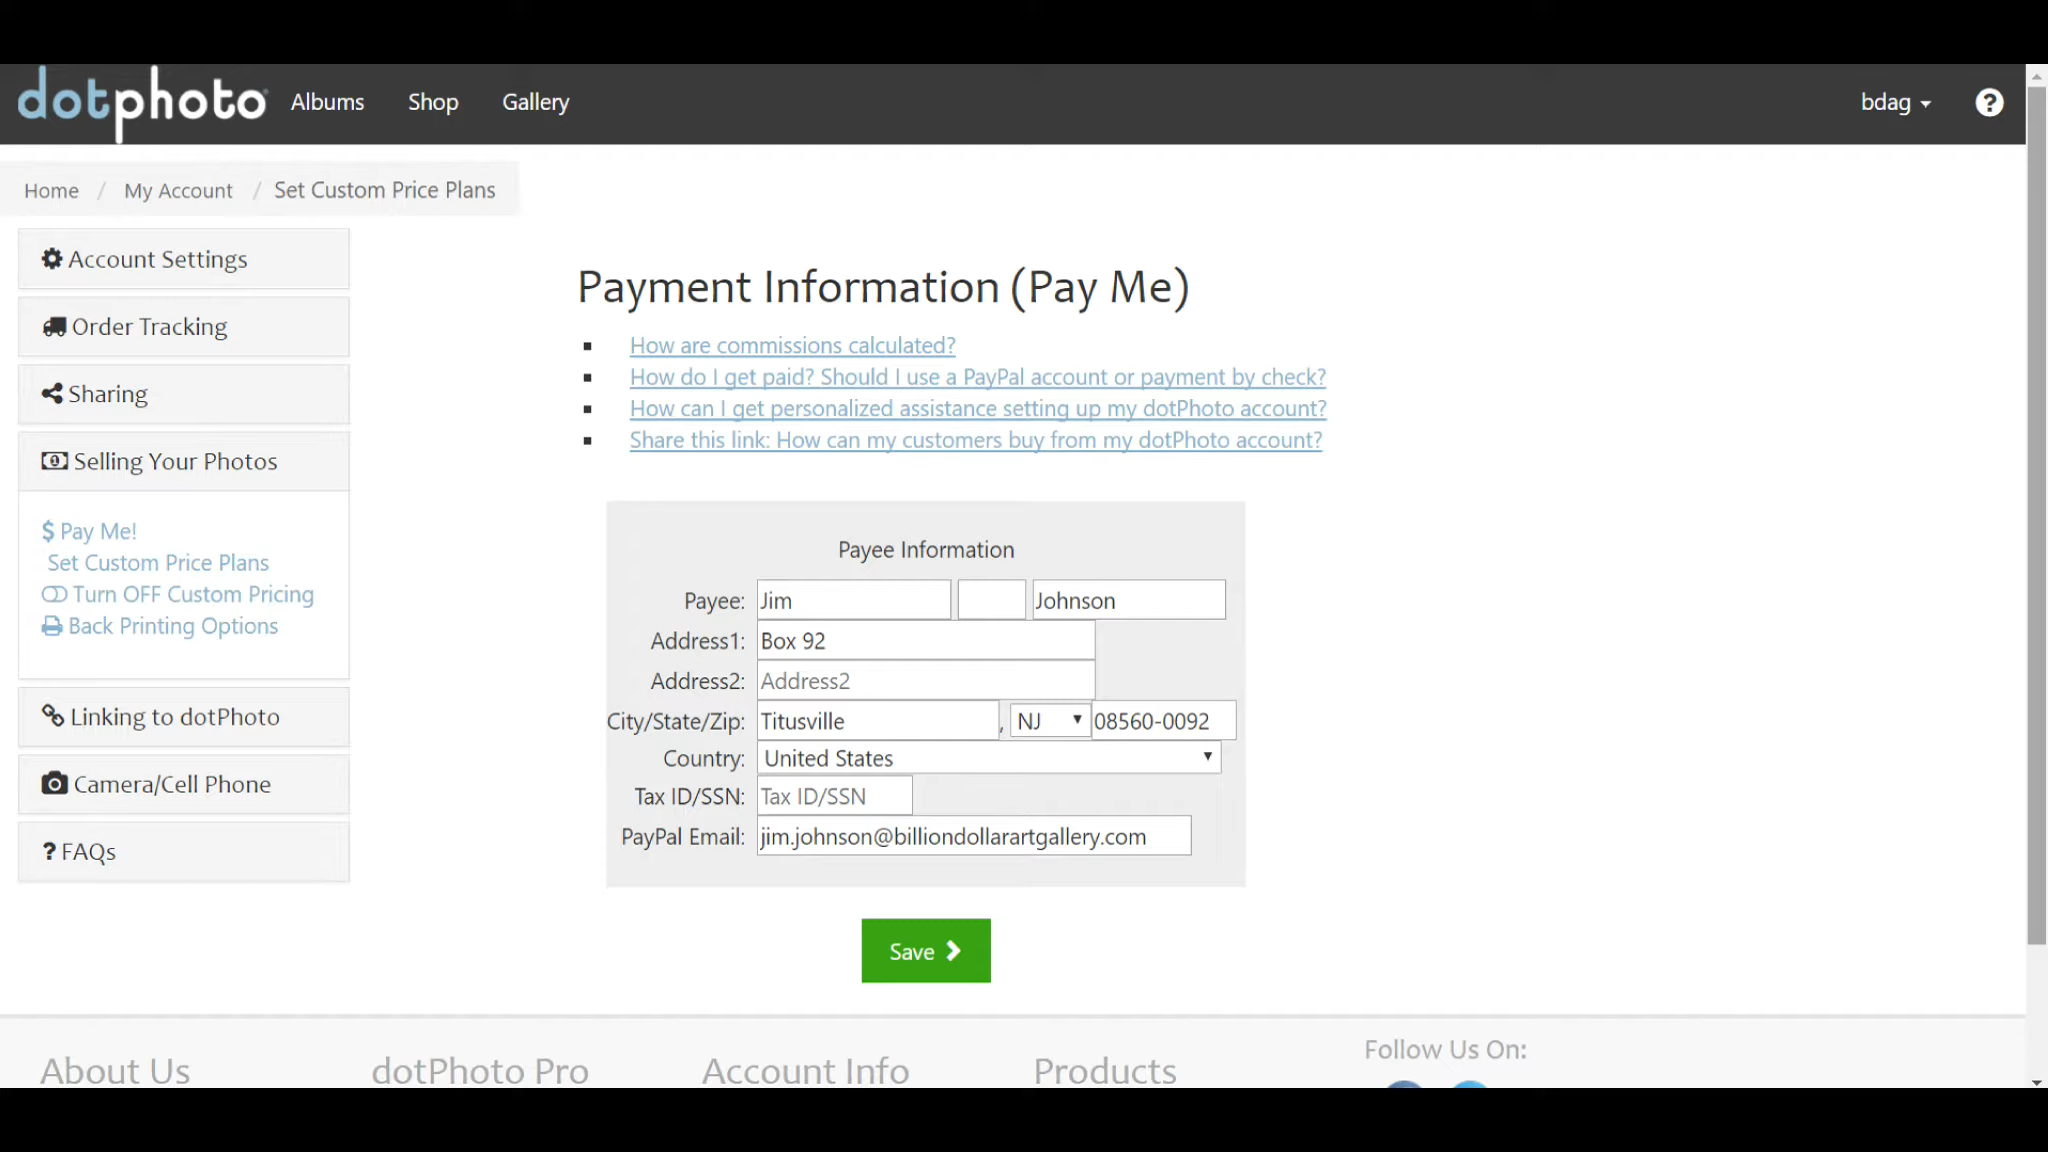 dotphoto Albums Shop Gallery bdag ?
Home / My Account / Set Custom Price Plans
Account Settings
Order Tracking
Sharing
Selling Your Photos
$ Pay Me!
Set Custom Price Plans
Turn OFF Custom Pricing
Back Printing Options
Linking to dotPhoto
Camera/Cell Phone
? FAQs
Payment Information (Pay Me)
How are commissions calculated?
How do I get paid? Should I use a PayPal account or payment by check?
How can I get personalized assistance setting up my dotPhoto account?
Share this link: How can my customers buy from my dotPhoto account?
Payee Information
Payee: Jim Johnson
Address1: Box 92
Address2: Address2
City/State/Zip: Titusville , NJ 08560-0092
Country: United States
Tax ID/SSN: Tax ID/SSN
PayPal Email: jim.johnson@billiondollarartgallery.com
Save
About Us dotPhoto Pro Account Info Products Follow Us On: